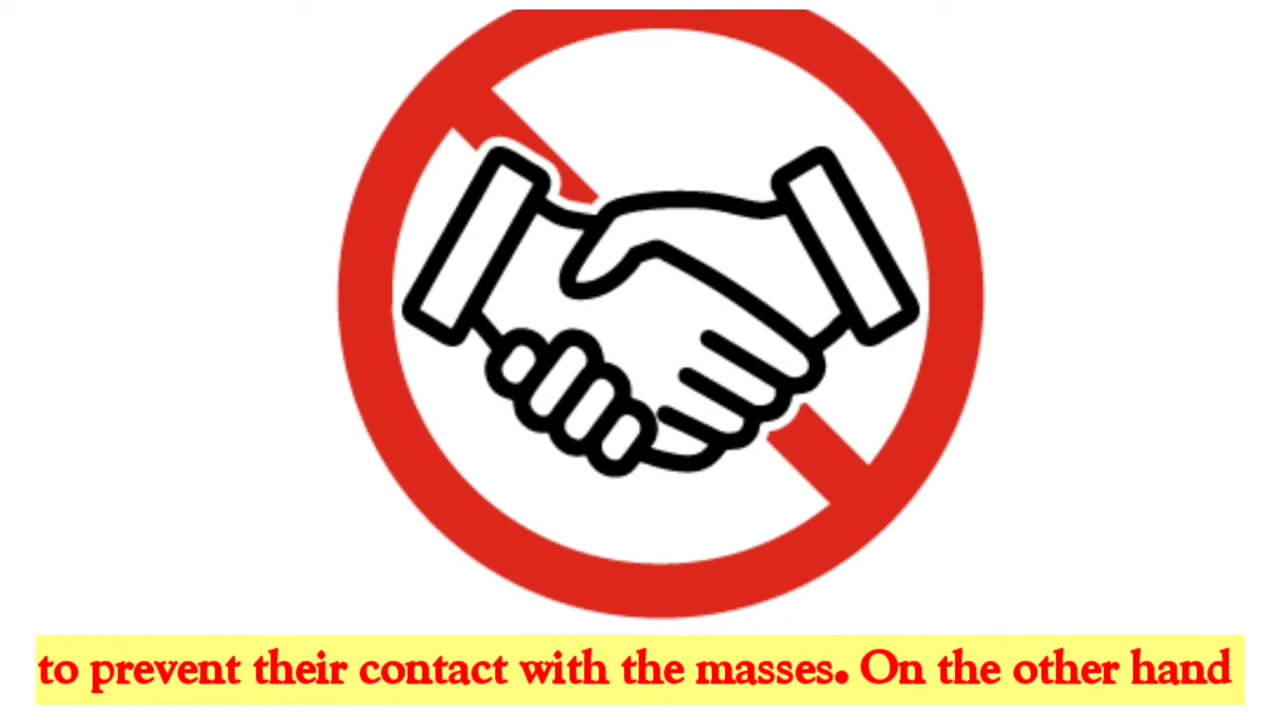 to prevent their contact with the masses. On the other hand